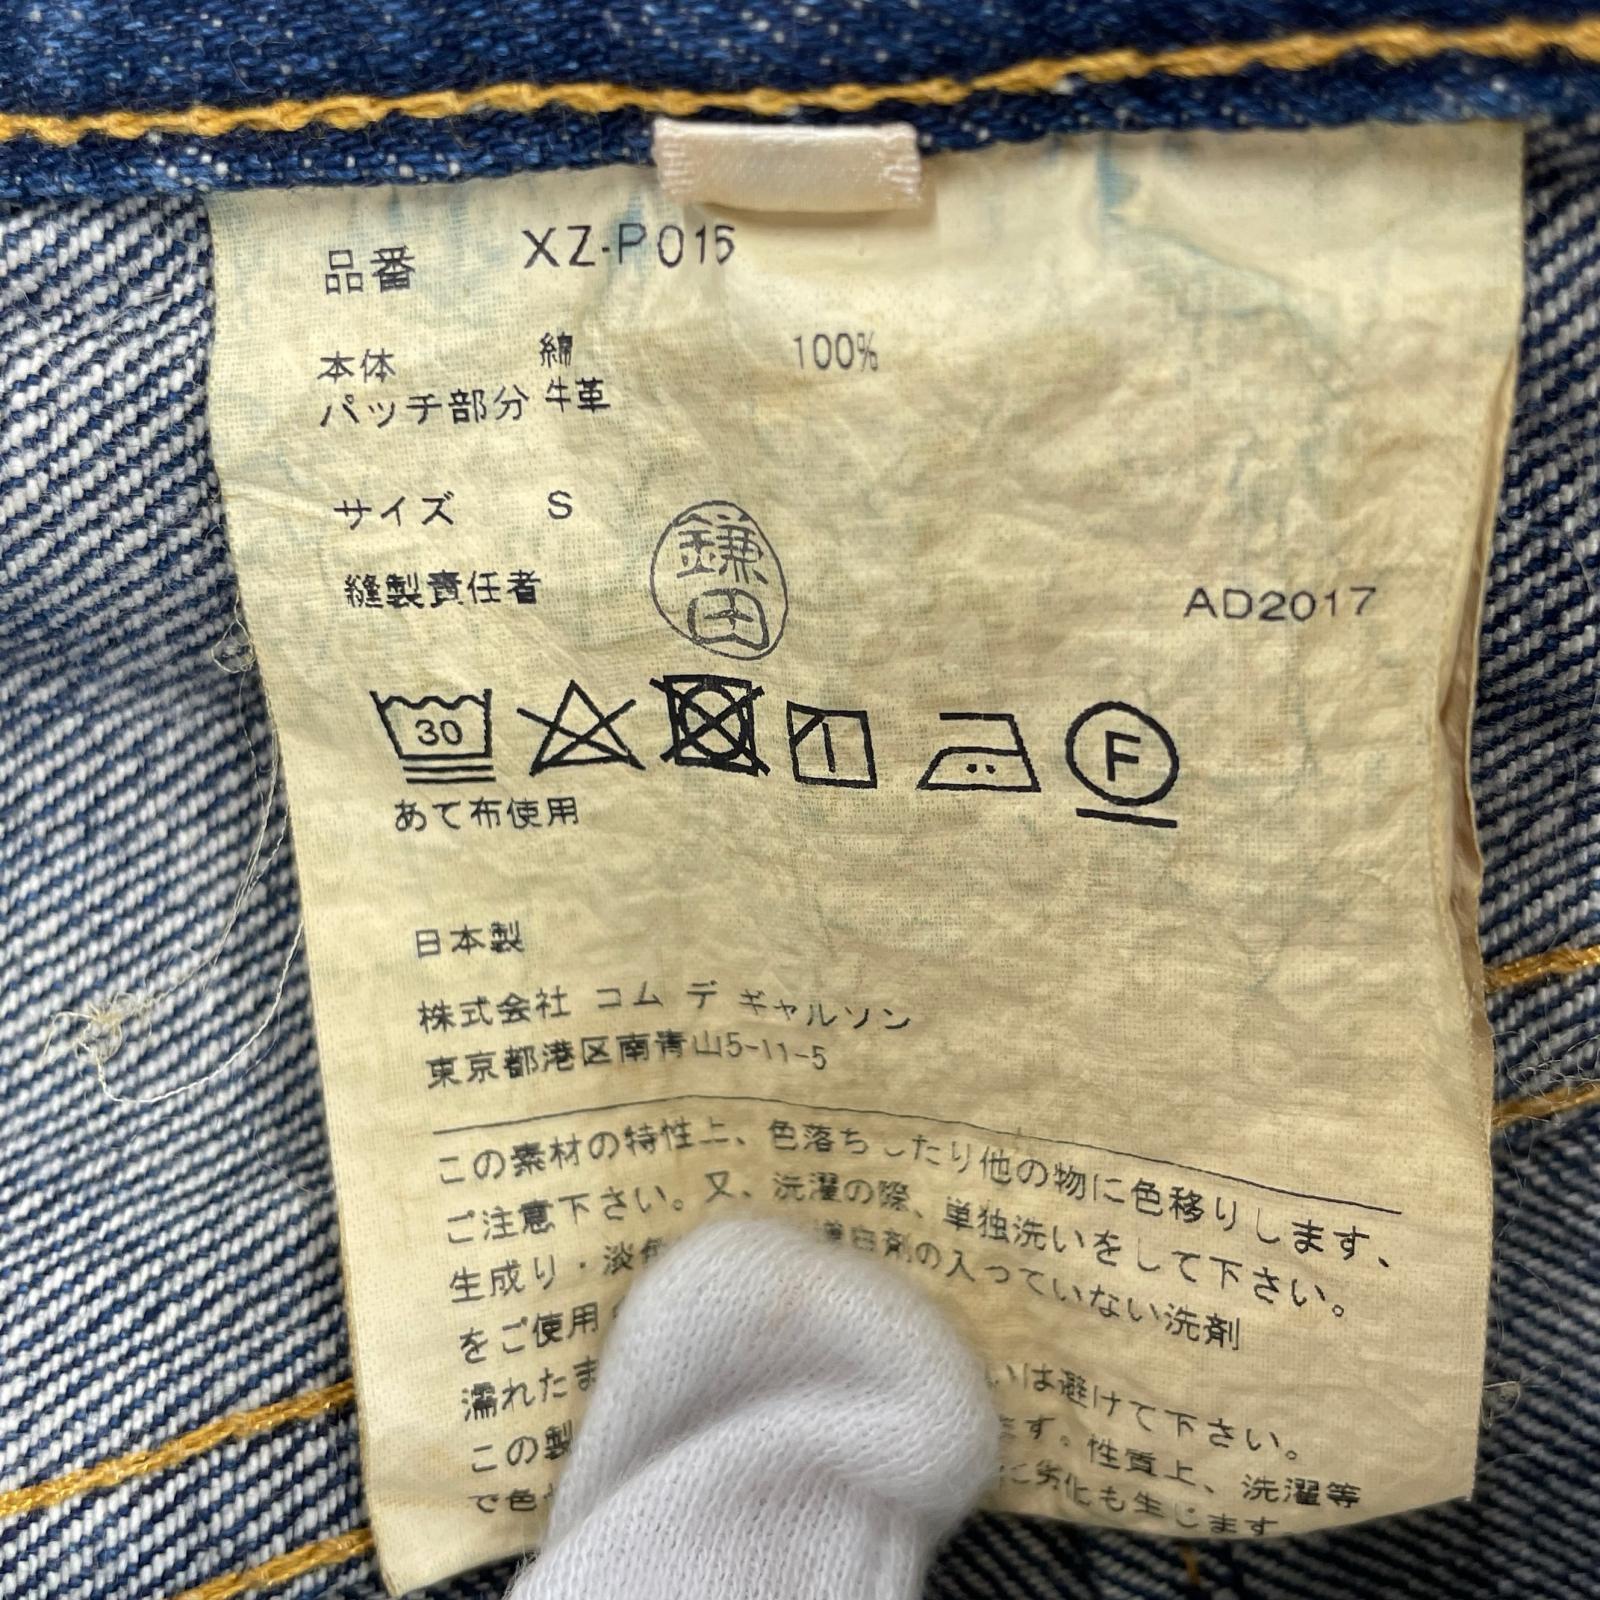 品番 XZ-P015
本体 綿 100%
パッチ部分 牛革
サイズ S
縫製責任者 鎌田
AD2017
30
F
あて布使用
日本製
株式会社 コム デ ギャルソン
東京都港区南青山5-11-5
この素材の特性上、色落ちしたり他の物に色移りします、
ご注意下さい。又、洗濯の際、単独洗いをして下さい。
生成り・淡色 白剤の入っていない洗剤
をご使用
濡れたま は避けて下さい。
この製 ます。性質上、洗濯等
で色 に劣化も生じます